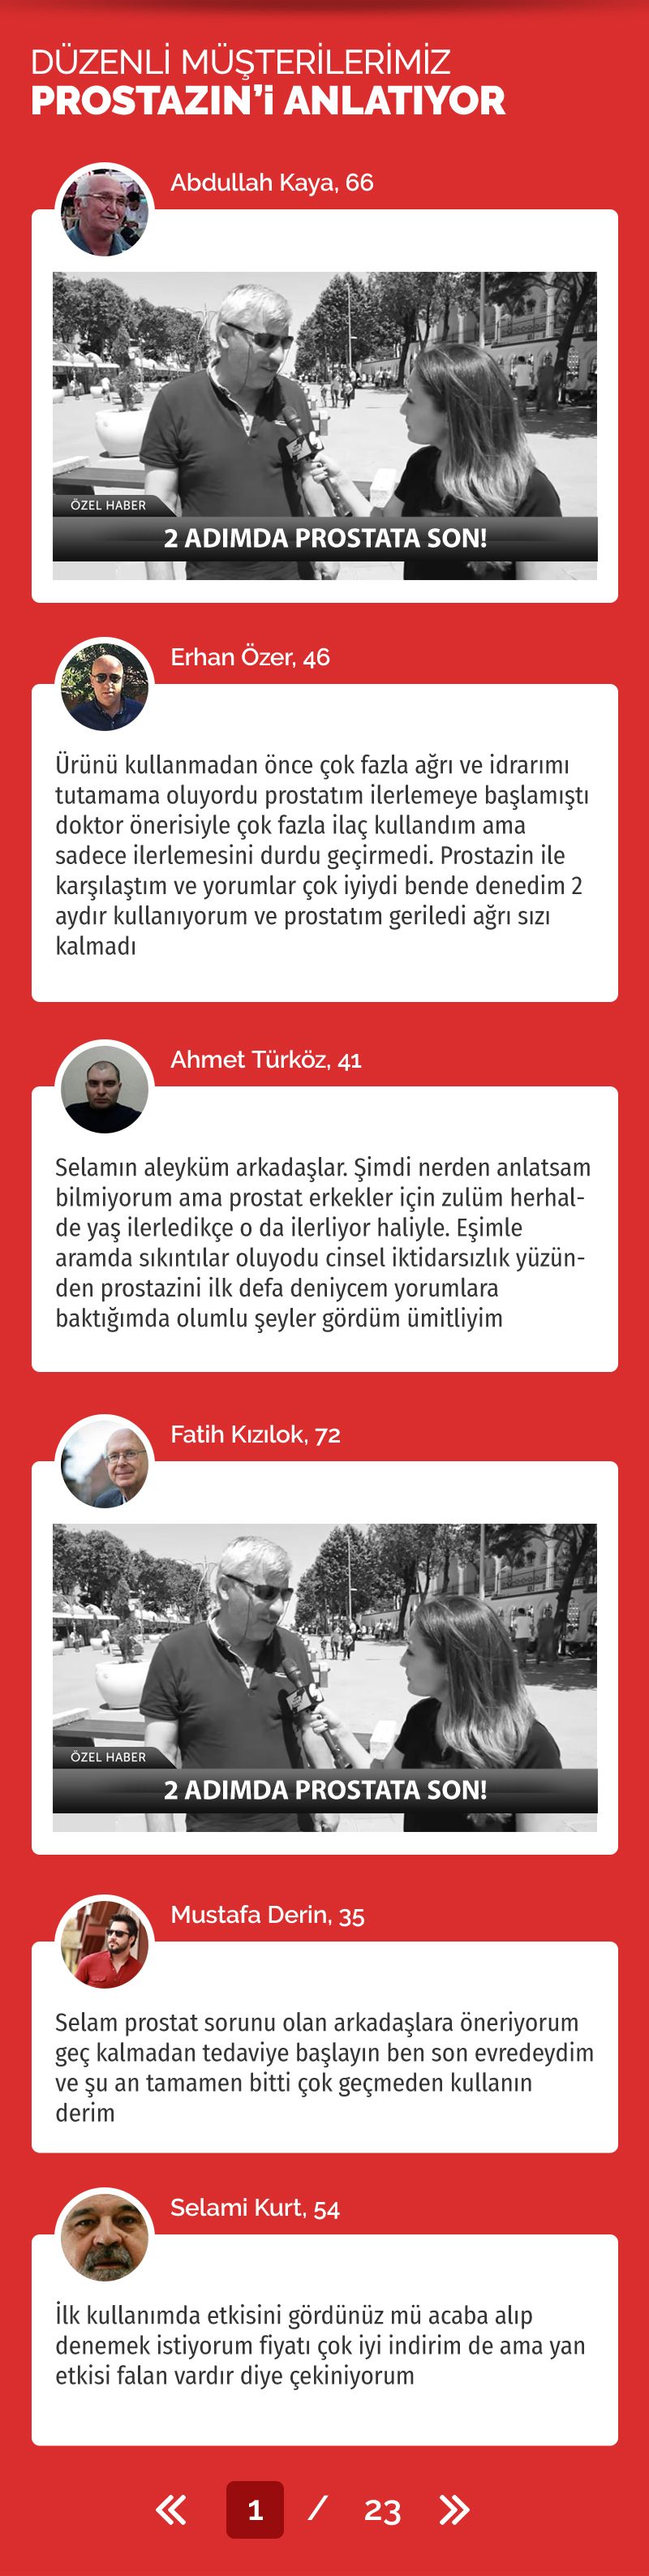 DÜZENLİ MÜŞTERİLERİMİZ
PROSTAZIN'i ANLATIYOR
Abdullah Kaya, 66
ÖZEL HABER
2 ADIMDA PROSTATA SON!
Erhan Özer, 46
Ürünü kullanmadan önce çok fazla ağrı ve idrarımı
tutamama oluyordu prostatım ilerlemeye başlamıştı
doktor önerisiyle çok fazla ilaç kullandım ama
sadece ilerlemesini durdu geçirmedi. Prostazin ile
karşılaştım ve yorumlar çok iyiydi bende denedim 2
aydır kullanıyorum ve prostatım geriledi ağrı sızı
kalmadı
Ahmet Türköz, 41
Selamın aleyküm arkadaşlar. Şimdi nerden anlatsam
bilmiyorum ama prostat erkekler için zulüm herhal-
de yaş ilerledikçe o da ilerliyor haliyle. Eşimle
aramda sıkıntılar oluyodu cinsel iktidarsızlık yüzün-
den prostazini ilk defa deniycem yorumlara
baktığımda olumlu şeyler gördüm ümitliyim
Fatih Kızılok, 72
ÖZEL HABER
2 ADIMDA PROSTATA SON!
Mustafa Derin, 35
Selam prostat sorunu olan arkadaşlara öneriyorum
geç kalmadan tedaviye başlayın ben son evredeydim
ve şu an tamamen bitti çok geçmeden kullanın
derim
Selami Kurt, 54
İlk kullanımda etkisini gördünüz mü acaba alıp
denemek istiyorum fiyatı çok iyi indirim de ama yan
etkisi falan vardır diye çekiniyorum
« 1 / 23 »